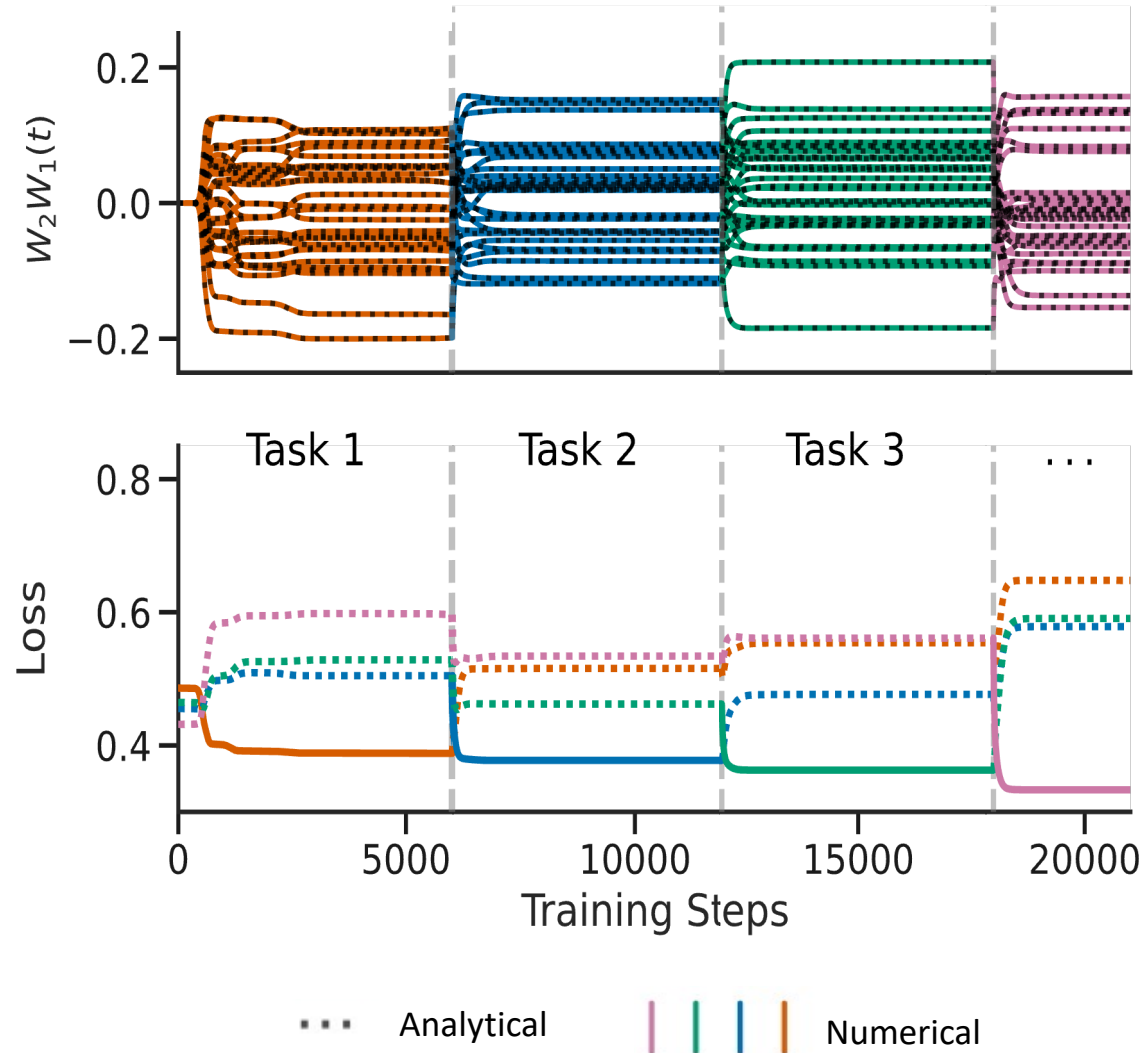 0.2
0.0
−0.2
W₂W₁(t)
Task 1 Task 2 Task 3 ...
0.8
0.6
0.4
Loss
0 5000 10000 15000 20000
Training Steps
Analytical Numerical